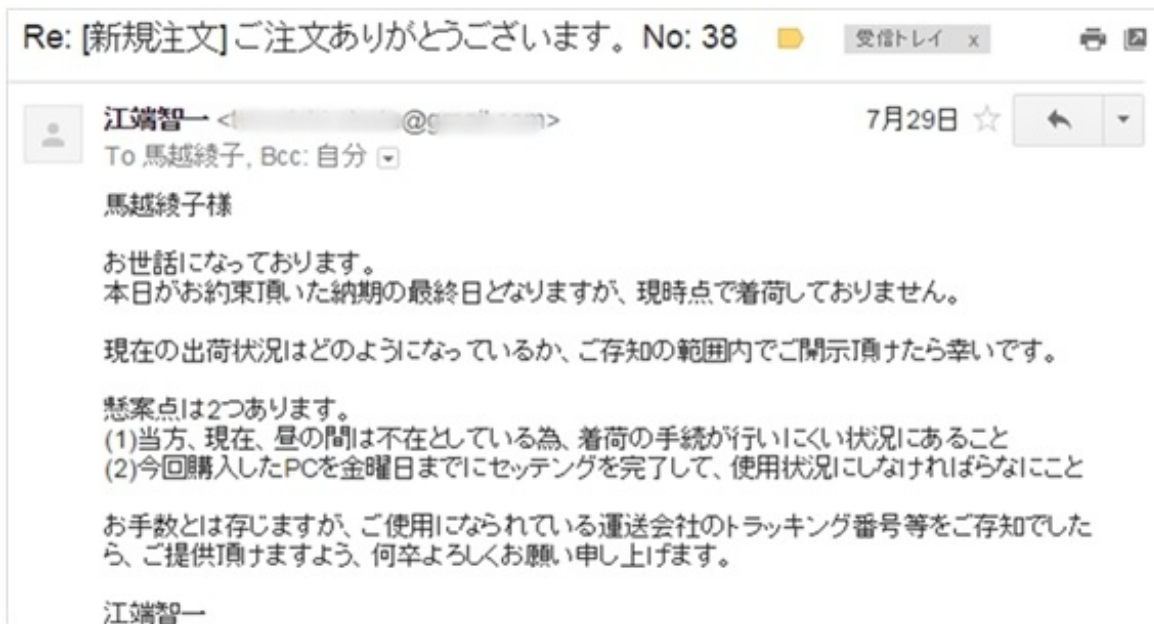 Re: [新規注文] ご注文ありがとうございます。 No: 38 受信トレイ x
江端智一 < @g .com> 7月29日
To 馬越綾子, Bcc: 自分
馬越綾子様
お世話になっております。
本日がお約束頂いた納期の最終日となりますが、現時点で着荷しておりません。
現在の出荷状況はどのようになっているか、ご存知の範囲内でご開示頂けたら幸いです。
懸案点は2つあります。
(1)当方、現在、昼の間は不在としている為、着荷の手続が行いにくい状況にあること
(2)今回購入したPCを金曜日までにセッテングを完了して、使用状況にしなければらなにこと
お手数とは存じますが、ご使用になられている運送会社のトラッキング番号等をご存知でした
ら、ご提供頂けますよう、何卒よろしくお願い申し上げます。
江端智一